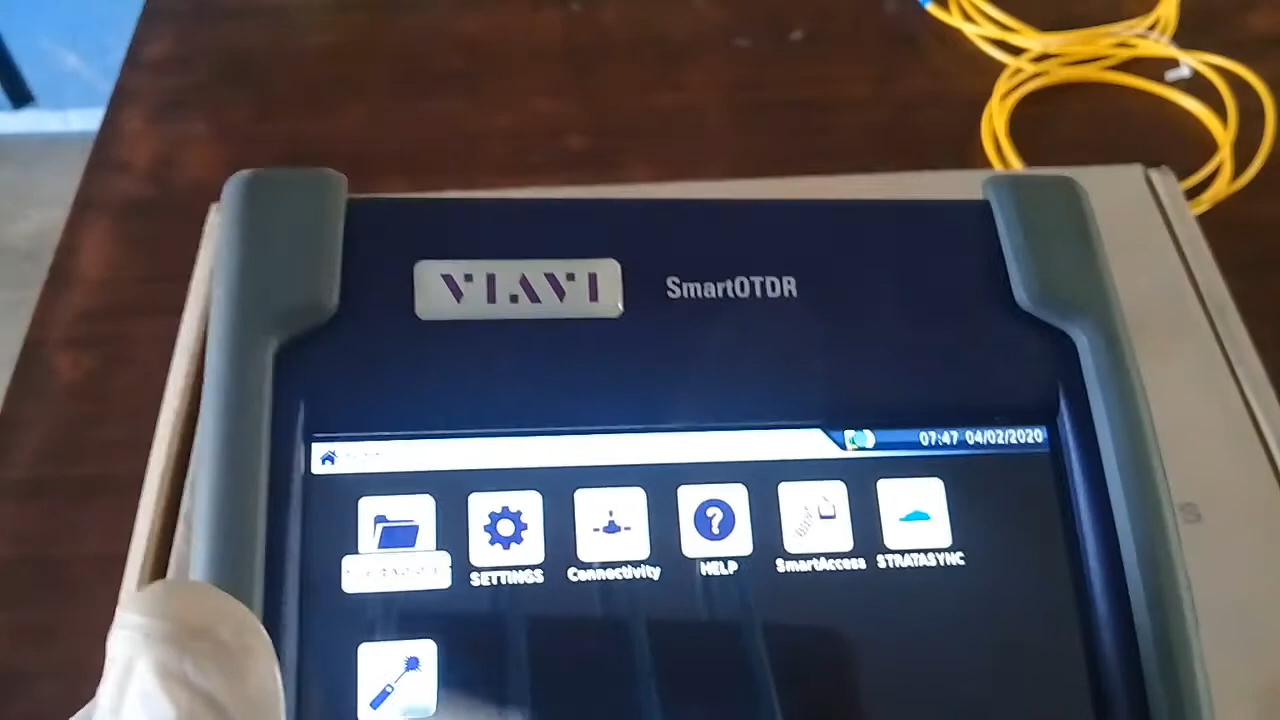 VIAVI
SmartOTDR
07:47 04/02/2020
SETTINGS
Connectivity
HELP
SmartAccess
STRATASYNC